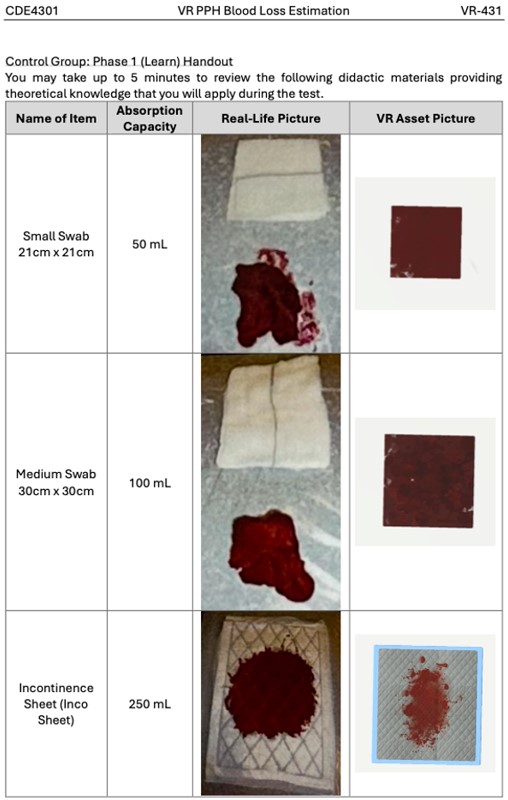 CDE4301 VR PPH Blood Loss Estimation VR-431
Control Group: Phase 1 (Learn) Handout
You may take up to 5 minutes to review the following didactic materials providing
theoretical knowledge that you will apply during the test.
Name of Item Absorption Capacity Real-Life Picture VR Asset Picture
Small Swab
21cm x 21cm
50 mL
Medium Swab
30cm x 30cm
100 mL
Incontinence
Sheet (Inco
Sheet)
250 mL